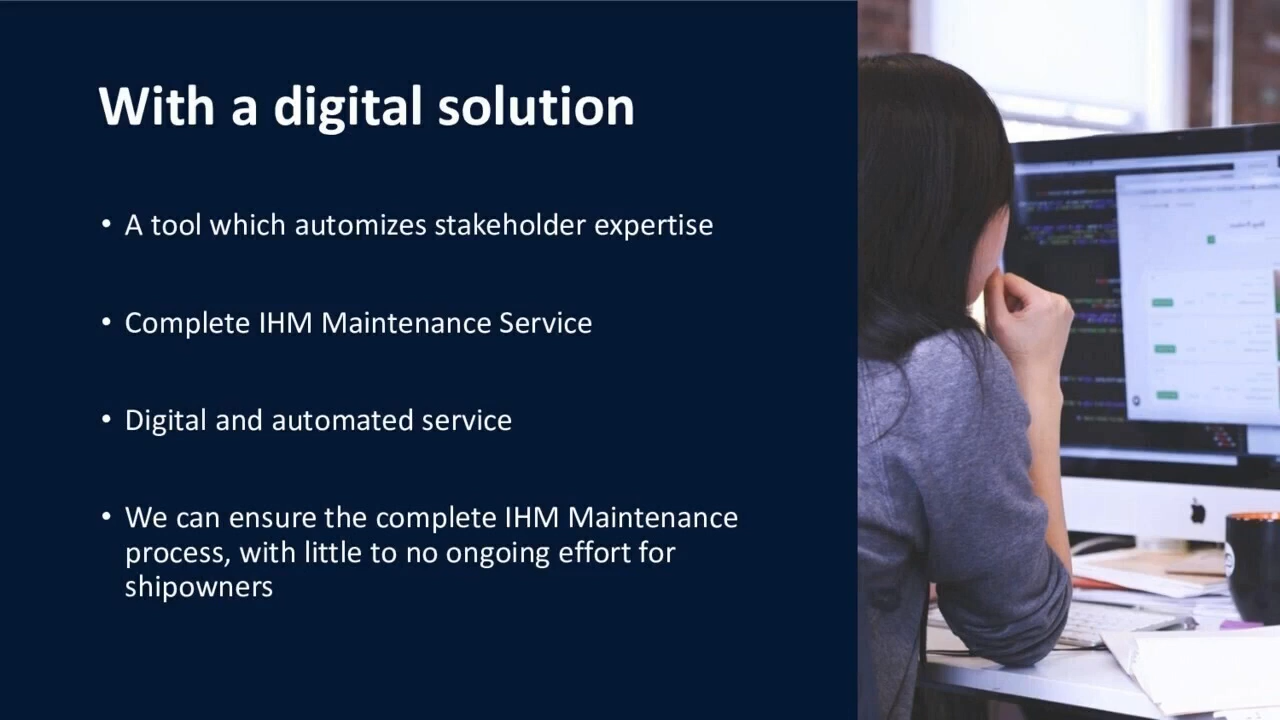 With a digital solution
• A tool which automizes stakeholder expertise
• Complete IHM Maintenance Service
• Digital and automated service
• We can ensure the complete IHM Maintenance
process, with little to no ongoing effort for
shipowners